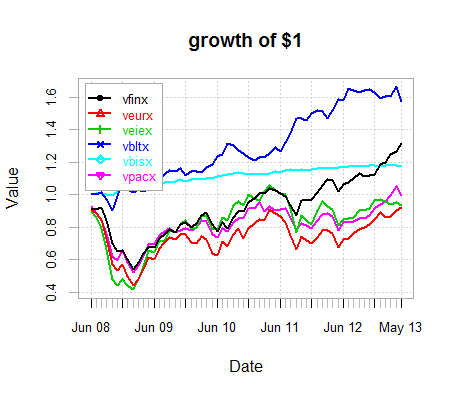 growth of $1
Value
1.6
1.4
1.2
1.0
0.8
0.6
0.4
vfinx
veurx
veiex
vbltx
vbisx
vpacx
Jun 08 Jun 09 Jun 10 Jun 11 Jun 12 May 13
Date